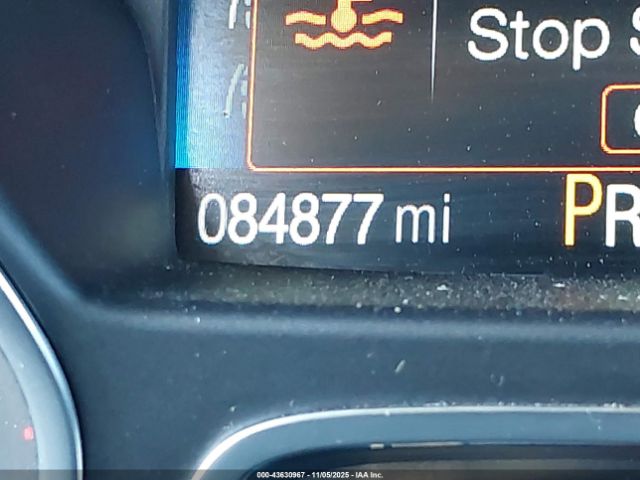 Stop S
084877 mi
PR
000-43630967 - 11/05/2025 - IAA Inc.